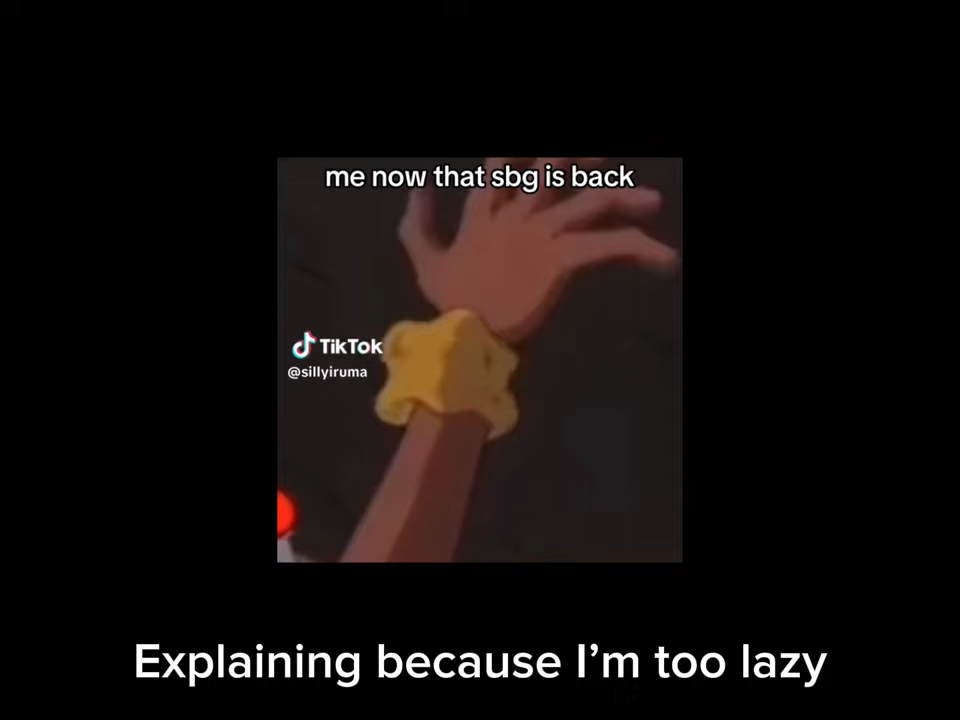 me now that sbg is back
TikTok
@sillyiruma
Explaining because I’m too lazy